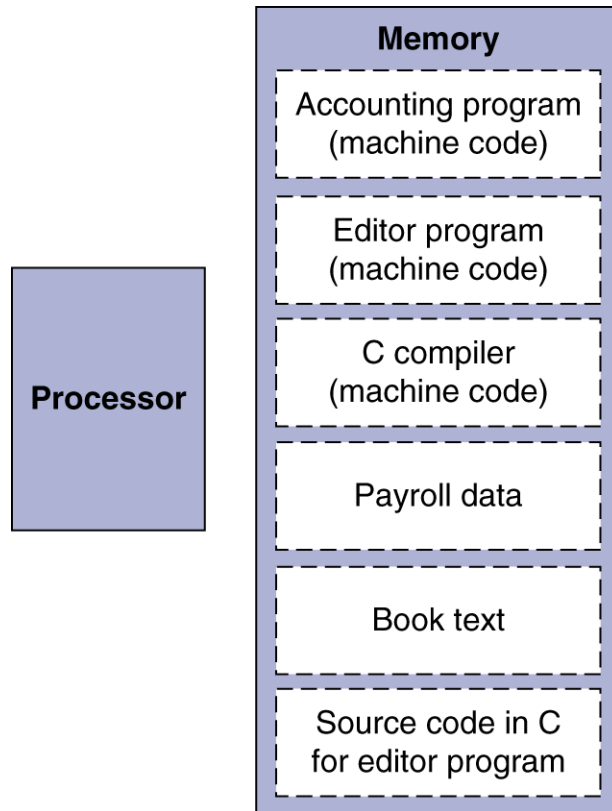 Memory
Accounting program
(machine code)
Editor program
(machine code)
C compiler
(machine code)
Processor
Payroll data
Book text
Source code in C
for editor program